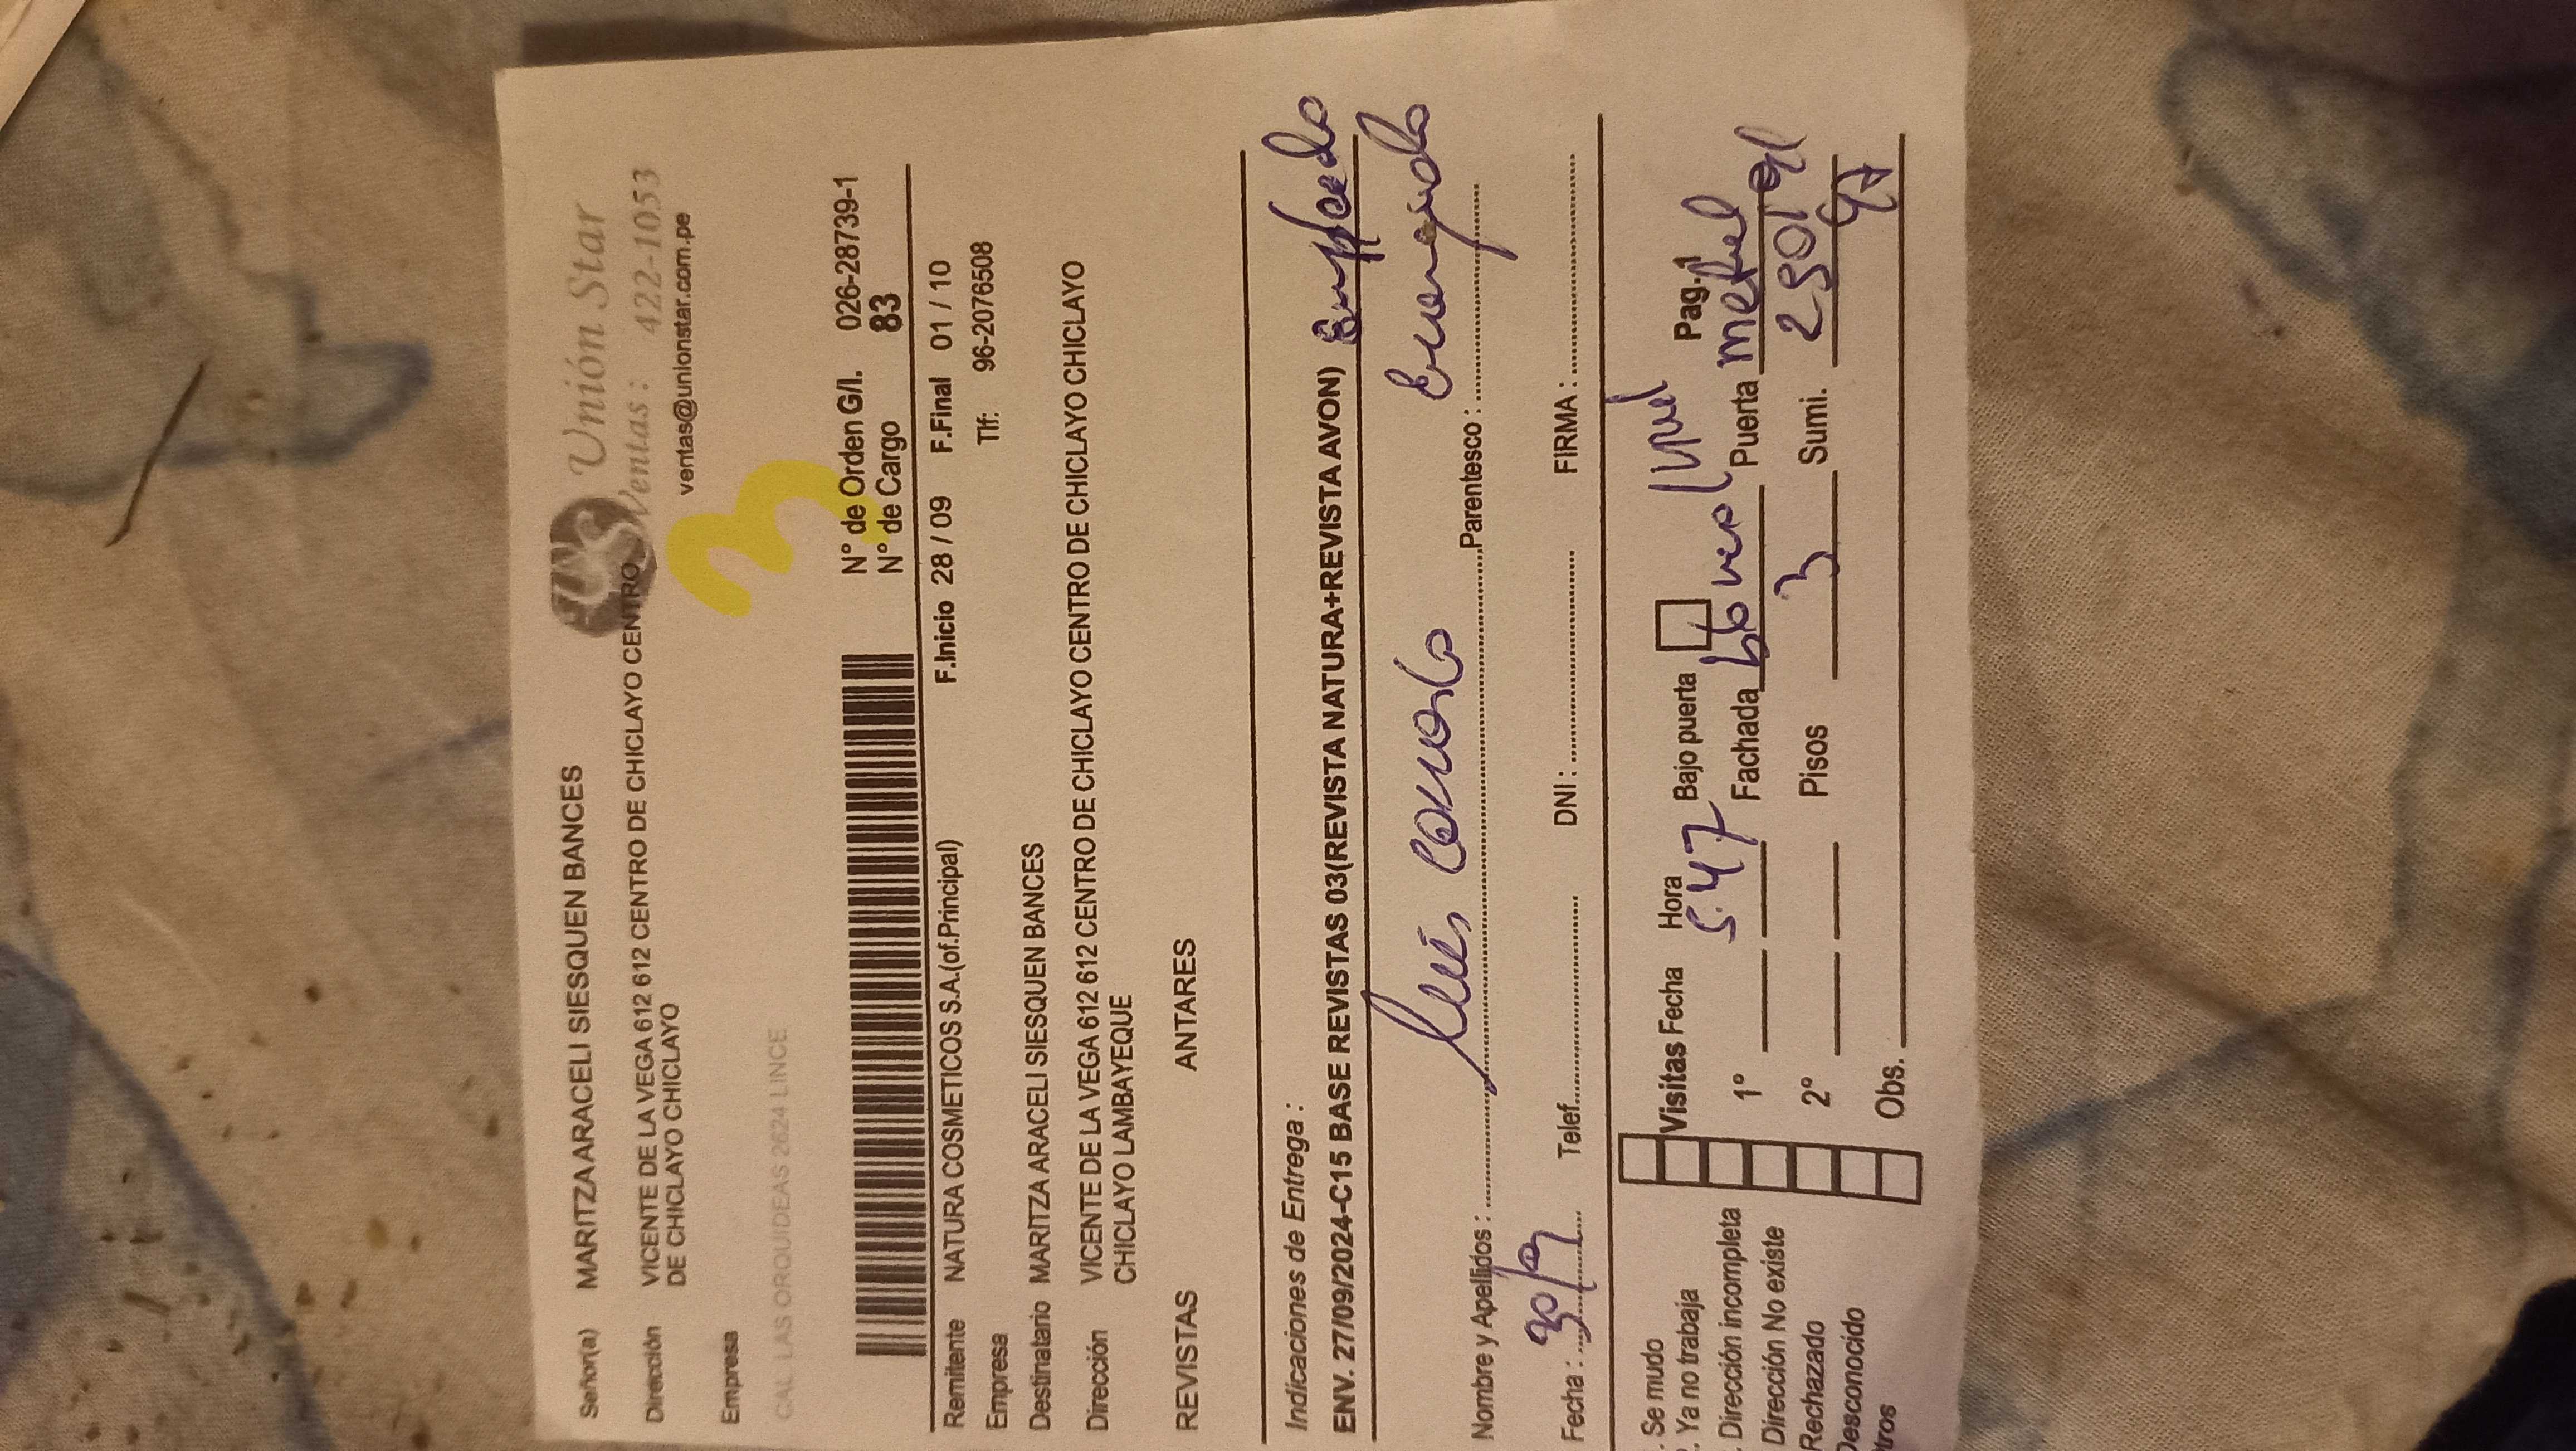 Unión Star
Ventas : 422-1053
ventas@unionstar.com.pe
Señor(a) MARITZA ARACELI SIESQUEN BANCES
Dirección VICENTE DE LA VEGA 612 612 CENTRO DE CHICLAYO CENTRO
DE CHICLAYO CHICLAYO
Empresa
3
CAL LAS ORQUIDEAS 2624 LINCE
N° de Orden G/I. 026-28739-1
N° de Cargo 83
Remitente NATURA COSMETICOS S.A.(of.Principal) F.Inicio 28 / 09 F.Final 01 / 10
Empresa Tlf: 96-2076508
Destinatario MARITZA ARACELI SIESQUEN BANCES
Dirección VICENTE DE LA VEGA 612 612 CENTRO DE CHICLAYO CENTRO DE CHICLAYO CENTRO DE CHICLAYO CHICLAYO
CHICLAYO LAMBAYEQUE
REVISTAS ANTARES
Indicaciones de Entrega :
ENV. 27/09/2024-C15 BASE REVISTAS 03(REVISTA NATURA+REVISTA AVON)
Luis
Nombre y Apellidos : Parentesco :
Fecha : 30/9 Telef. DNI : FIRMA :
. Se mudo Visitas Fecha Hora Bajo puerta Pag.1
. Ya no trabaja 1° 5:47 Fachada Puerta metal
. Dirección incompleta
Dirección No existe 2° Pisos 3 Sumi.
Rechazado
Desconocido Obs.
tros